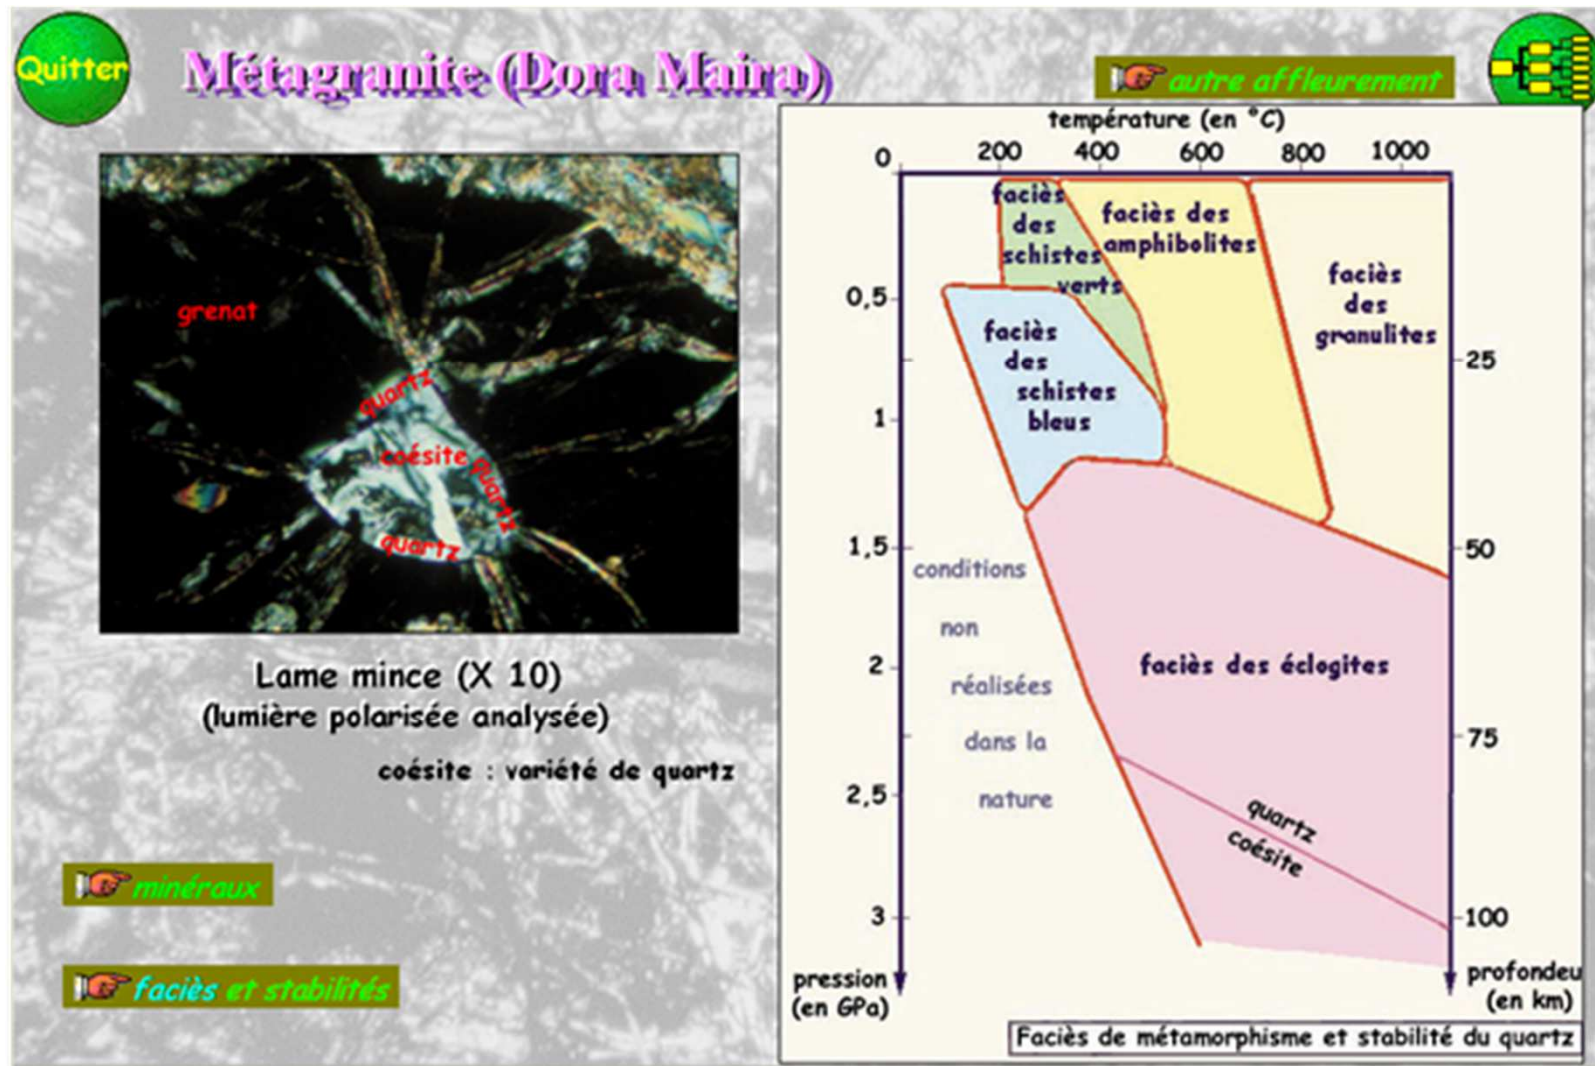 Quitter
Métagranite (Dora Maira)
autre affleurement
grenat
quartz
coésite
quartz
quartz
Lame mince (X 10)
(lumière polarisée analysée)
coésite : variété de quartz
minéraux
faciès et stabilités
température (en °C)
0
200
400
600
800
1000
faciès
des
schistes
verts
faciès des
amphibolites
faciès
des
granulites
0,5
faciès
des
schistes
bleus
25
1
1,5
50
conditions
non
réalisées
dans la
nature
2
faciès des éclogites
75
2,5
quartz
coésite
3
100
pression
(en GPa)
profondeu
(en km)
Faciès de métamorphisme et stabilité du quartz